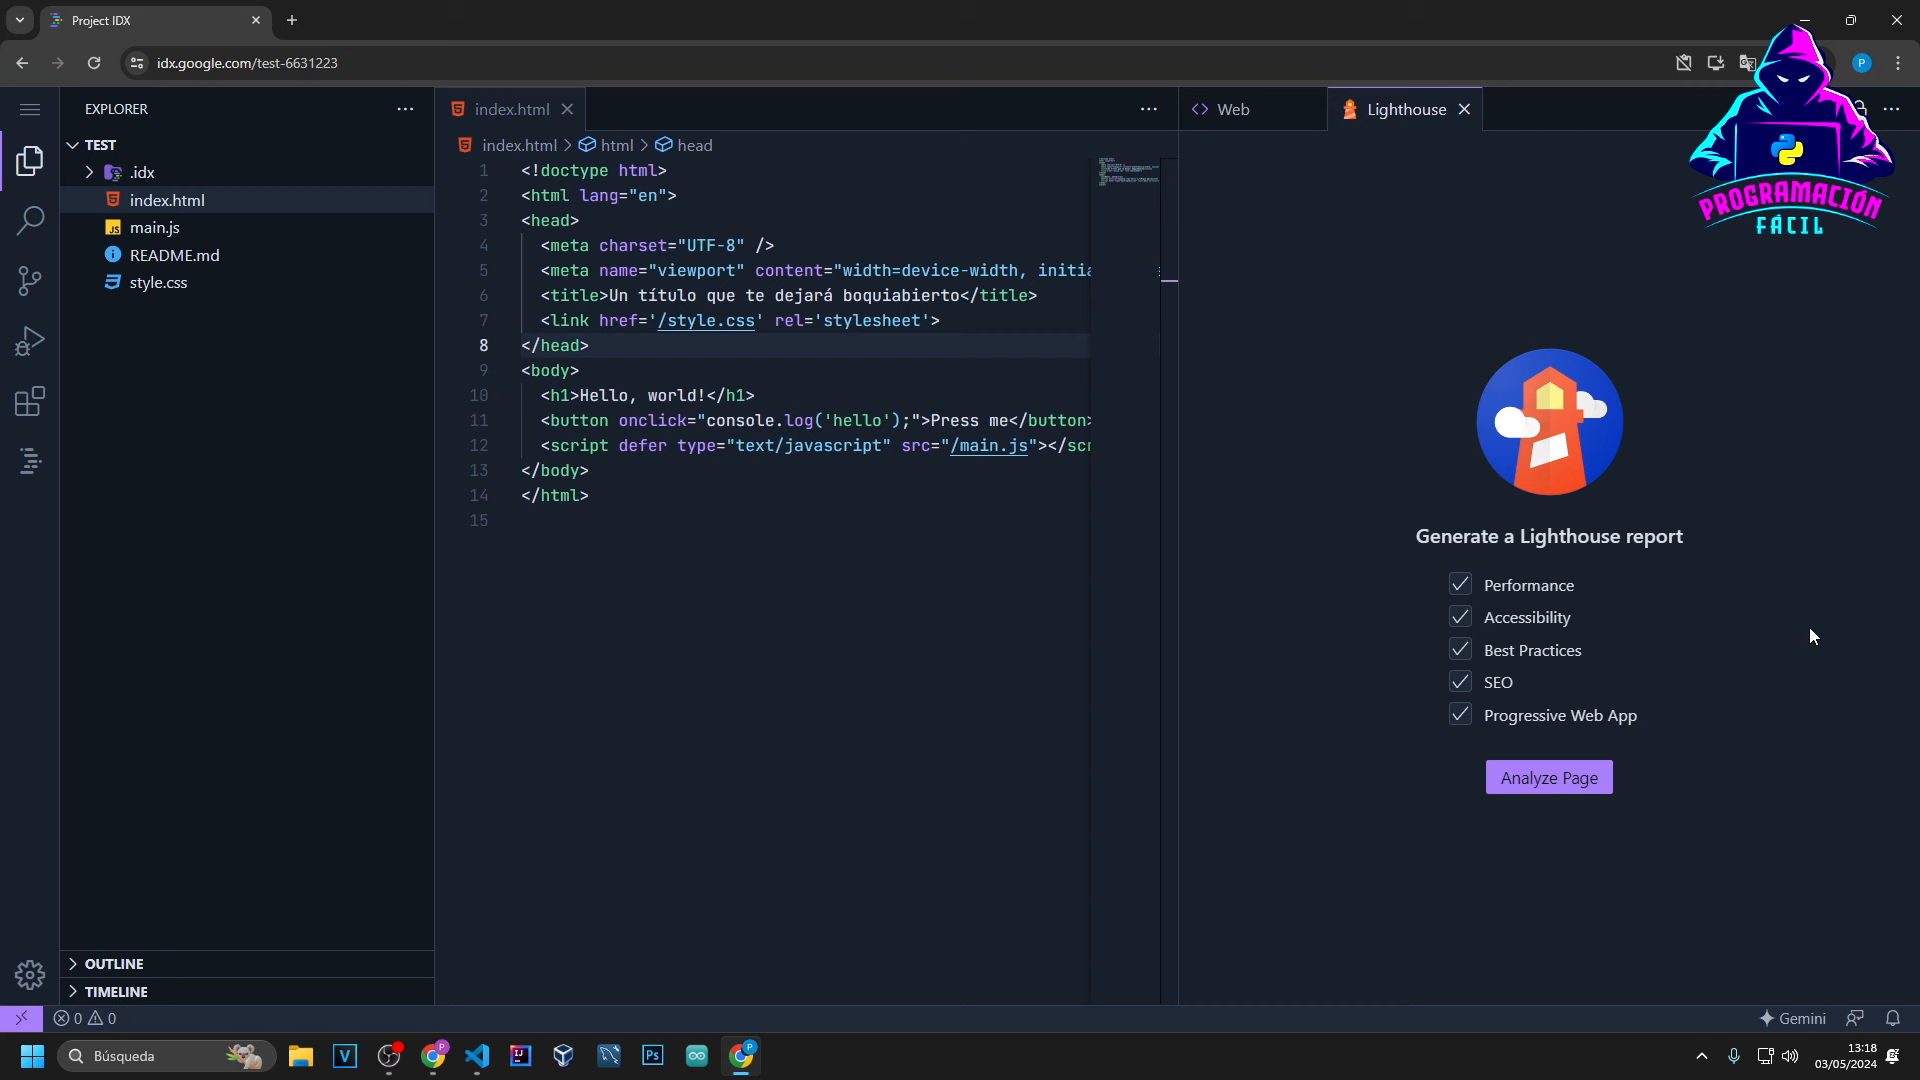 Project IDX
idx.google.com/test-6631223
P
EXPLORER
TEST
.idx
index.html
main.js
README.md
style.css
OUTLINE
TIMELINE
index.html
index.html > html > head
1 <!doctype html>
2 <html lang="en">
3 <head>
4 <meta charset="UTF-8" />
5 <meta name="viewport" content="width=device-width, initia
6 <title>Un título que te dejará boquiabierto</title>
7 <link href='/style.css' rel='stylesheet'>
8 </head>
9 <body>
10 <h1>Hello, world!</h1>
11 <button onclick="console.log('hello');">Press me</button>
12 <script defer type="text/javascript" src="/main.js"></scr
13 </body>
14 </html>
15
Web
Lighthouse
PROGRAMACIÓN
FÁCIL
Generate a Lighthouse report
Performance
Accessibility
Best Practices
SEO
Progressive Web App
Analyze Page
0 0
Gemini
Búsqueda
13:18
03/05/2024